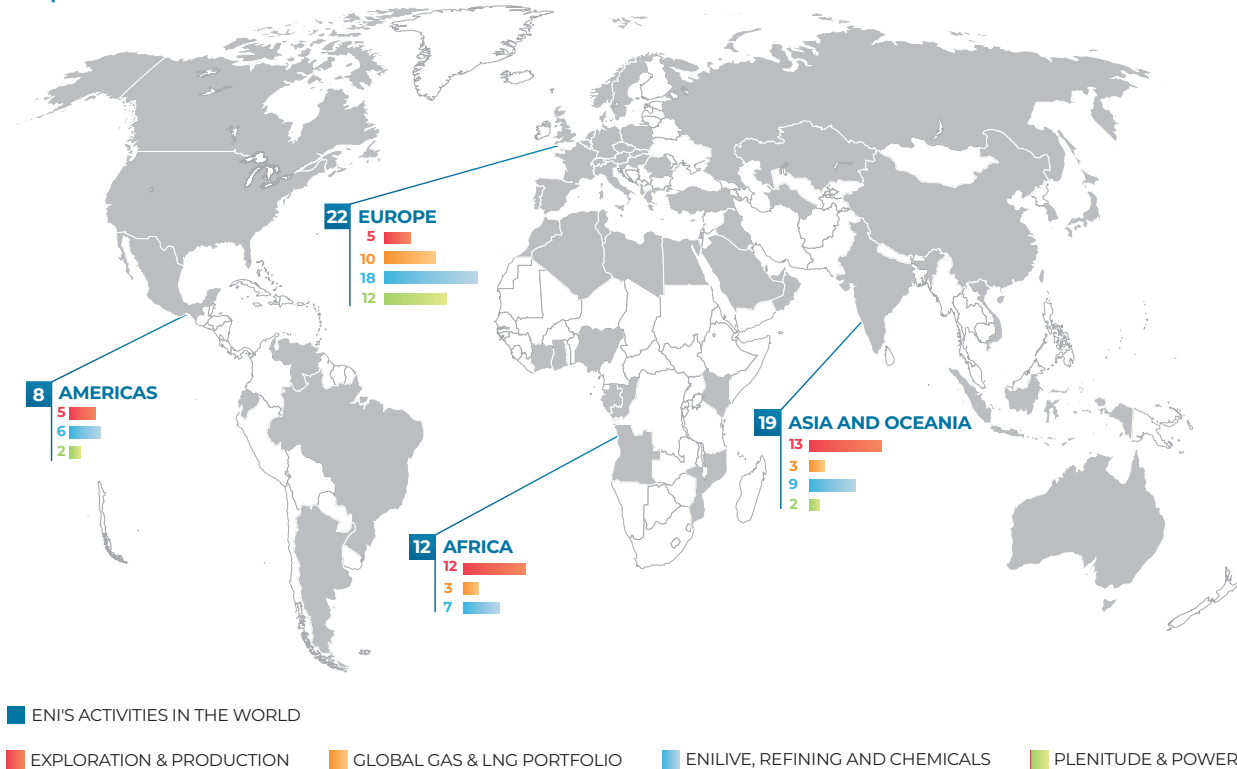 22 EUROPE
5
10
18
12
8 AMERICAS
5
6
2
19 ASIA AND OCEANIA
13
3
9
2
12 AFRICA
12
3
7
ENI'S ACTIVITIES IN THE WORLD
EXPLORATION & PRODUCTION GLOBAL GAS & LNG PORTFOLIO ENILIVE, REFINING AND CHEMICALS PLENITUDE & POWER